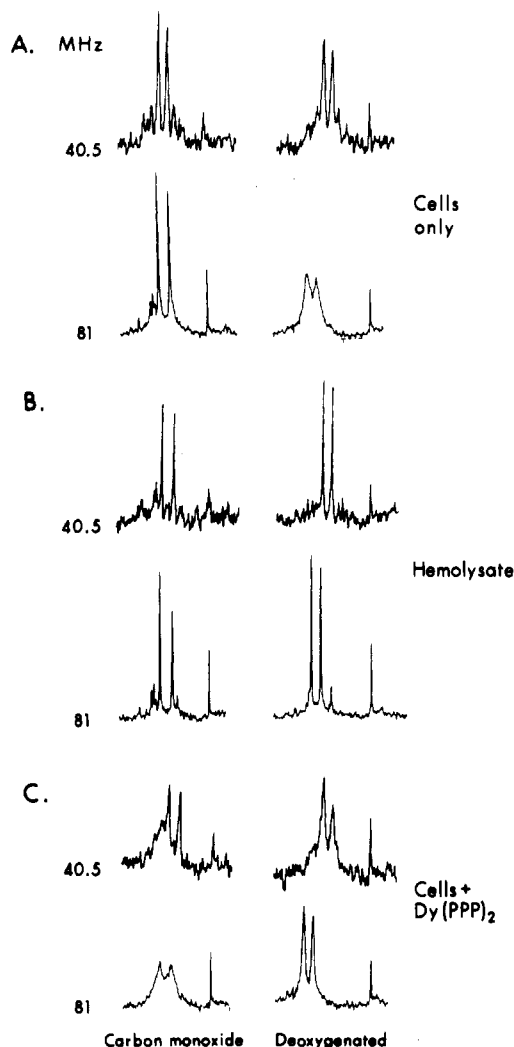 A. MHz
40.5
Cells
only
81
B.
40.5
Hemolysate
81
C.
40.5
Cells +
Dy (PPP)2
81
Carbon monoxide Deoxygenated